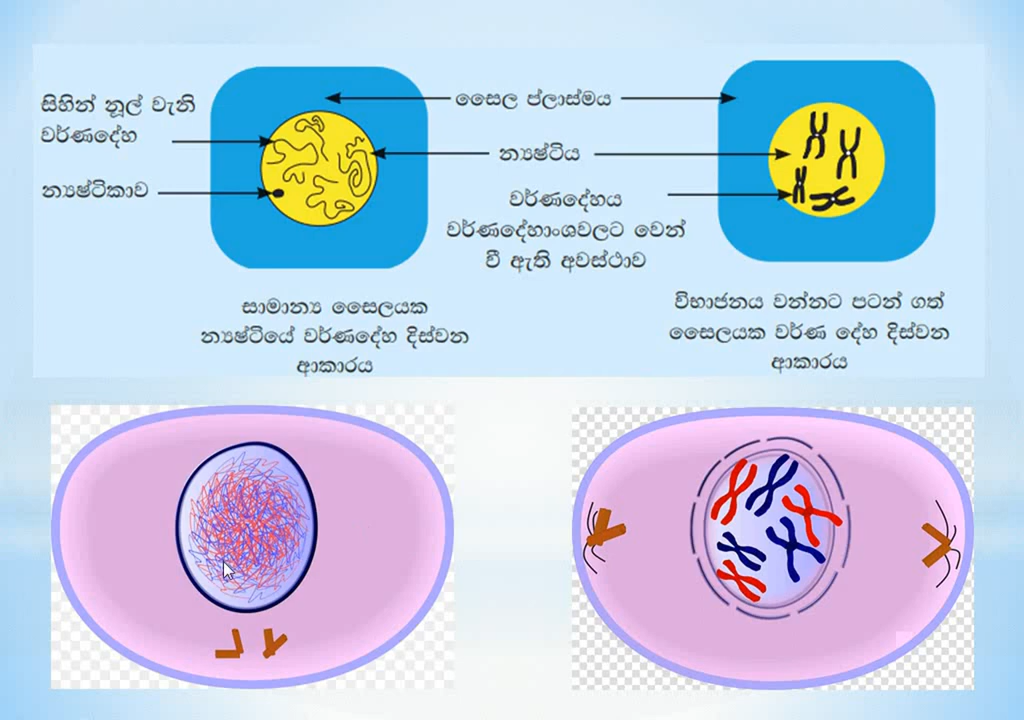 සිහින් නූල් වැනි
වර්ණදේහ
න්‍යෂ්ටිකාව
සෛල ප්ලාස්මය
න්‍යෂ්ටිය
වර්ණදේහය
වර්ණදේහාංශවලට වෙන්
වී ඇති අවස්ථාව
සාමාන්‍ය සෛලයක
න්‍යෂ්ටියේ වර්ණදේහ දිස්වන
ආකාරය
විභාජනය වන්නට පටන් ගත්
සෛලයක වර්ණ දේහ දිස්වන
ආකාරය